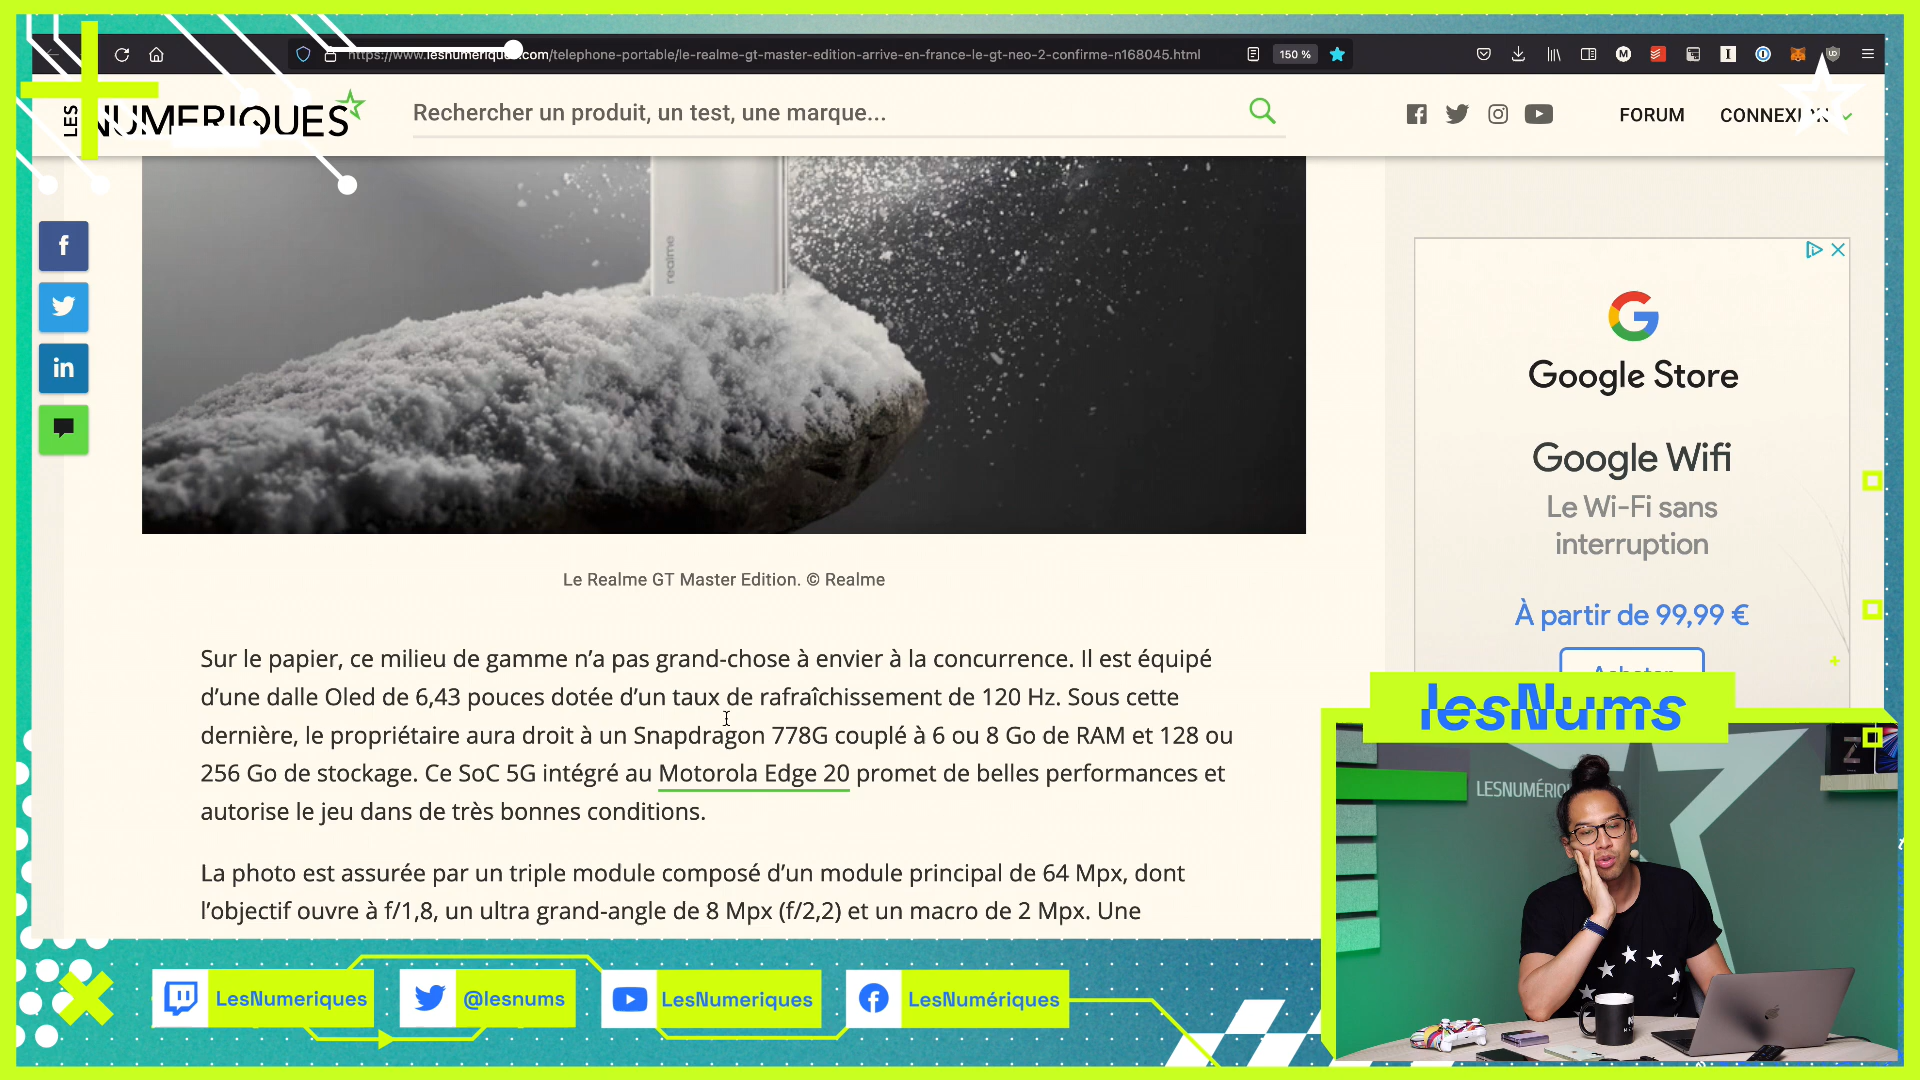 https://www.lesnumeriques.com/telephone-portable/le-realme-gt-master-edition-arrive-en-france-le-gt-neo-2-confirme-n168045.html
150 %
LES NUMERIQUES
Rechercher un produit, un test, une marque...
FORUM
CONNEXION
realme
Google Store
Google Wifi
Le Wi-Fi sans
interruption
À partir de 99,99 €
Acheter
Le Realme GT Master Edition. © Realme
Sur le papier, ce milieu de gamme n’a pas grand-chose à envier à la concurrence. Il est équipé
d’une dalle Oled de 6,43 pouces dotée d’un taux de rafraîchissement de 120 Hz. Sous cette
dernière, le propriétaire aura droit à un Snapdragon 778G couplé à 6 ou 8 Go de RAM et 128 ou
256 Go de stockage. Ce SoC 5G intégré au Motorola Edge 20 promet de belles performances et
autorise le jeu dans de très bonnes conditions.
La photo est assurée par un triple module composé d’un module principal de 64 Mpx, dont
l’objectif ouvre à f/1,8, un ultra grand-angle de 8 Mpx (f/2,2) et un macro de 2 Mpx. Une
lesNums
LesNumeriques
@lesnums
LesNumeriques
LesNumériques